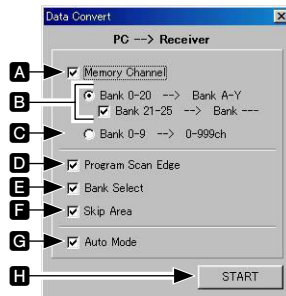 Data Convert
PC --> Receiver
A Memory Channel
B Bank 0-20 --> Bank A-Y
Bank 21-25 --> Bank ---
C Bank 0-9 --> 0-999ch
D Program Scan Edge
E Bank Select
F Skip Area
G Auto Mode
H START